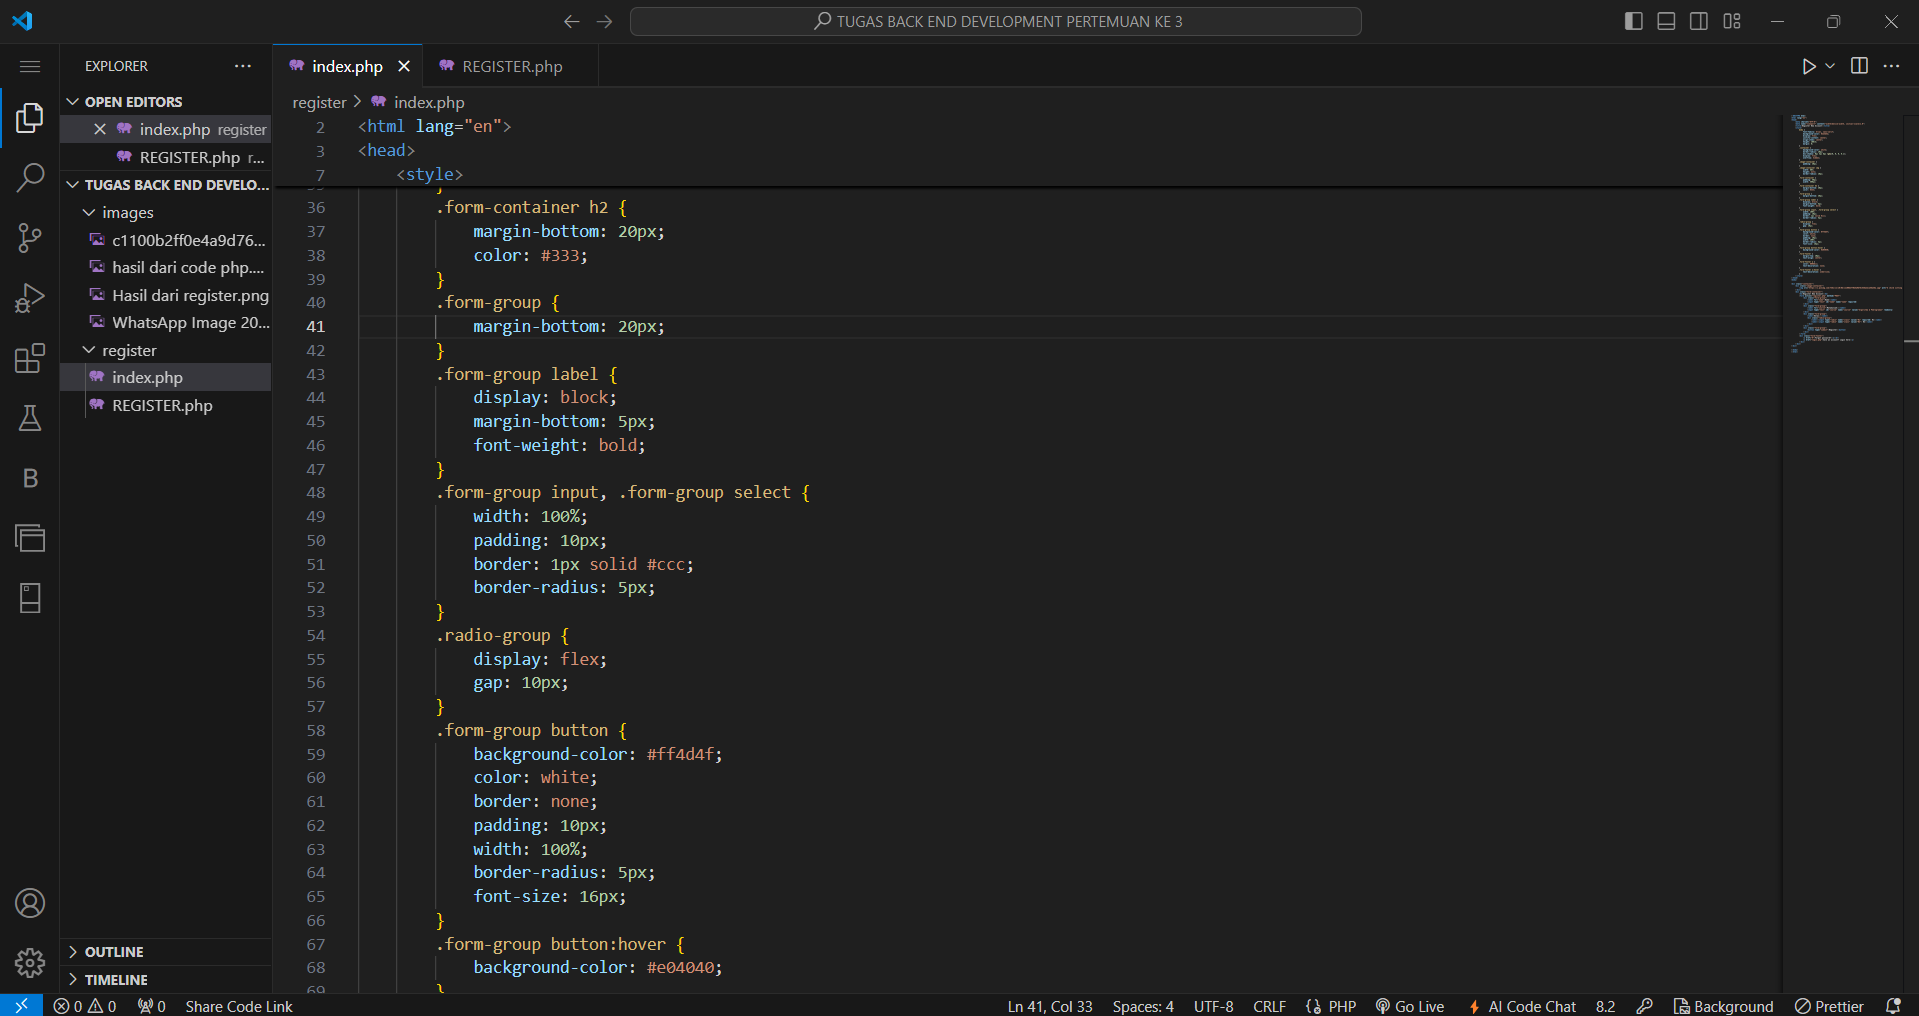 TUGAS BACK END DEVELOPMENT PERTEMUAN KE 3
EXPLORER
OPEN EDITORS
index.php register
REGISTER.php r...
TUGAS BACK END DEVELO...
images
c1100b2ff0e4a9d76...
hasil dari code php....
Hasil dari register.png
WhatsApp Image 20...
register
index.php
REGISTER.php
OUTLINE
TIMELINE
index.php
REGISTER.php
register > index.php
2 <html lang="en">
3 <head>
7 <style>
35 }
36 .form-container h2 {
37 margin-bottom: 20px;
38 color: #333;
39 }
40 .form-group {
41 margin-bottom: 20px;
42 }
43 .form-group label {
44 display: block;
45 margin-bottom: 5px;
46 font-weight: bold;
47 }
48 .form-group input, .form-group select {
49 width: 100%;
50 padding: 10px;
51 border: 1px solid #ccc;
52 border-radius: 5px;
53 }
54 .radio-group {
55 display: flex;
56 gap: 10px;
57 }
58 .form-group button {
59 background-color: #ff4d4f;
60 color: white;
61 border: none;
62 padding: 10px;
63 width: 100%;
64 border-radius: 5px;
65 font-size: 16px;
66 }
67 .form-group button:hover {
68 background-color: #e04040;
69 }
B
0 0 0 Share Code Link Ln 41, Col 33 Spaces: 4 UTF-8 CRLF {} PHP Go Live AI Code Chat 8.2 Background Prettier